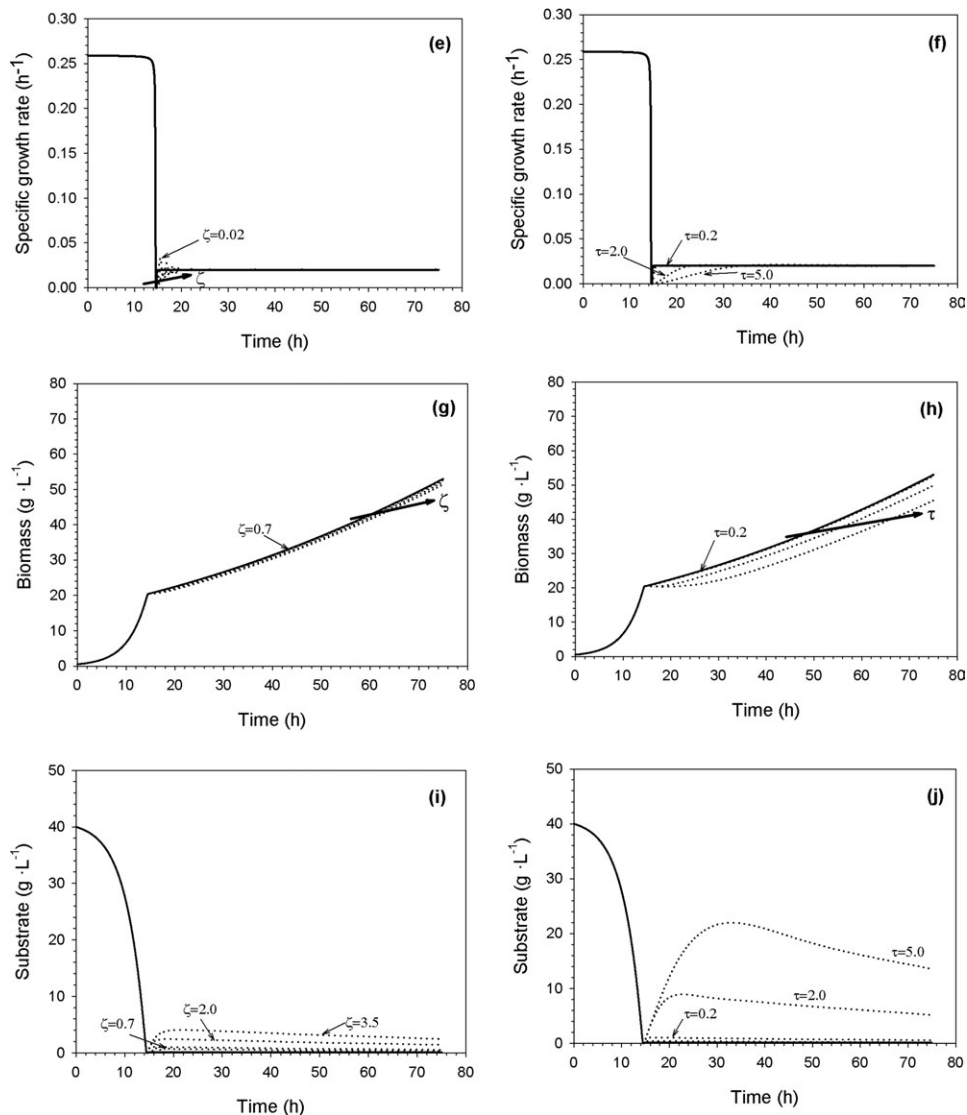 (e)
Specific growth rate (h⁻¹)
0.30
0.25
0.20
0.15
0.10
0.05
0.00
ζ=0.02
ζ
0 10 20 30 40 50 60 70 80
Time (h)
(f)
Specific growth rate (h⁻¹)
0.30
0.25
0.20
0.15
0.10
0.05
0.00
τ=2.0
τ=0.2
τ=5.0
0 10 20 30 40 50 60 70 80
Time (h)
(g)
Biomass (g ·L⁻¹)
80
70
60
50
40
30
20
10
0
ζ=0.7
ζ
0 10 20 30 40 50 60 70 80
Time (h)
(h)
Biomass (g ·L⁻¹)
80
70
60
50
40
30
20
10
0
τ=0.2
τ
0 10 20 30 40 50 60 70 80
Time (h)
(i)
Substrate (g ·L⁻¹)
50
40
30
20
10
0
ζ=0.7
ζ=2.0
ζ=3.5
0 10 20 30 40 50 60 70 80
Time (h)
(j)
Substrate (g ·L⁻¹)
50
40
30
20
10
0
τ=5.0
τ=2.0
τ=0.2
0 10 20 30 40 50 60 70 80
Time (h)